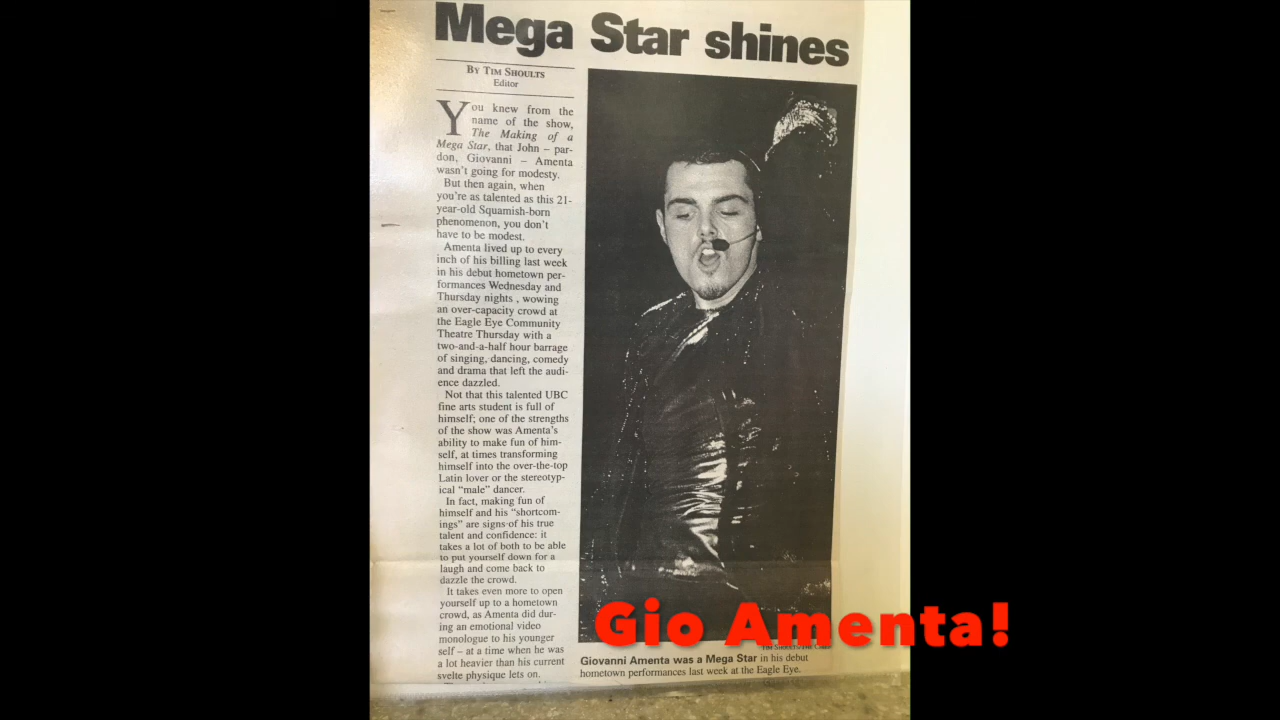 Mega Star shines
BY TIM SHOULTS
Editor
You knew from the
name of the show,
The Making of a
Mega Star, that John – par-
don, Giovanni – Amenta
wasn't going for modesty.
But then again, when
you're as talented as this 21-
year-old Squamish-born
phenomenon, you don't
have to be modest.
Amenta lived up to every
inch of his billing last week
in his debut hometown per-
formances Wednesday and
Thursday nights , wowing
an over-capacity crowd at
the Eagle Eye Community
Theatre Thursday with a
two-and-a-half hour barrage
of singing, dancing, comedy
and drama that left the audi-
ence dazzled.
Not that this talented UBC
fine arts student is full of
himself; one of the strengths
of the show was Amenta's
ability to make fun of him-
self, at times transforming
himself into the over-the-top
Latin lover or the stereotyp-
ical "male" dancer.
In fact, making fun of
himself and his "shortcom-
ings" are signs of his true
talent and confidence: it
takes a lot of both to be able
to put yourself down for a
laugh and come back to
dazzle the crowd.
It takes even more to open
yourself up to a hometown
crowd, as Amenta did dur-
ing an emotional video
monologue to his younger
self – at a time when he was
a lot heavier than his current
svelte physique lets on.
Gio Amenta!
TIM SHOULTS/THE
Giovanni Amenta was a Mega Star in his debut
hometown performances last week at the Eagle Eye.